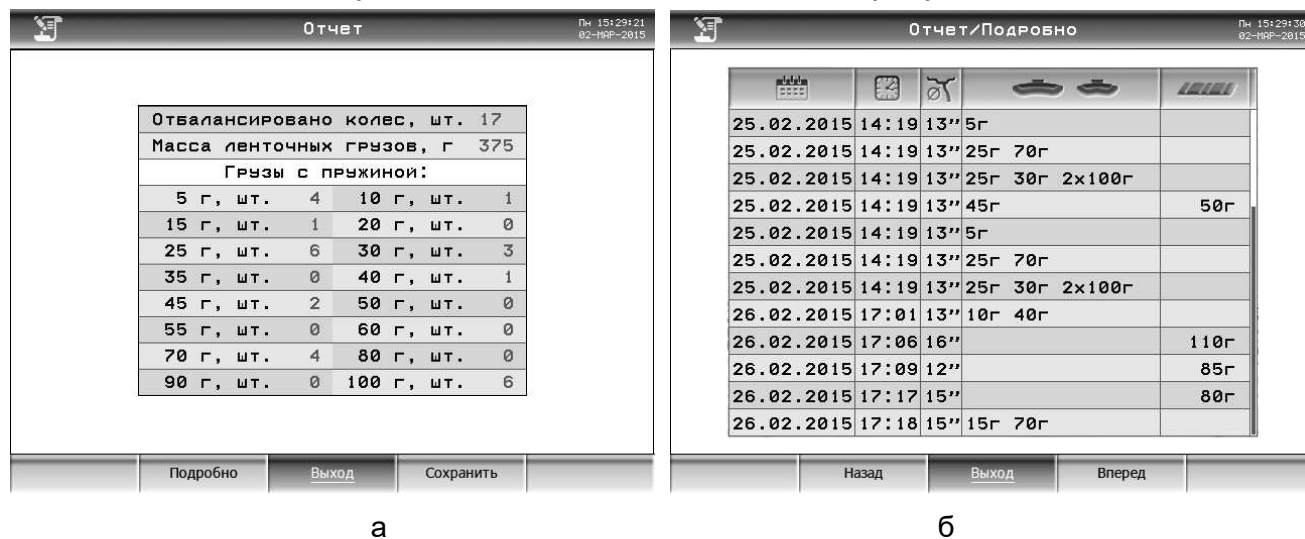 Отчет
Пн 15:29:21
02-МАР-2015
Отбалансировано колес, шт. 17
Масса ленточных грузов, г 375
Грузы с пружиной:
5 г, шт. 4 10 г, шт. 1
15 г, шт. 1 20 г, шт. 0
25 г, шт. 6 30 г, шт. 3
35 г, шт. 0 40 г, шт. 1
45 г, шт. 2 50 г, шт. 0
55 г, шт. 0 60 г, шт. 0
70 г, шт. 4 80 г, шт. 0
90 г, шт. 0 100 г, шт. 6
Подробно Выход Сохранить
а
Отчет/Подробно
Пн 15:29:30
02-МАР-2015
25.02.2015 14:19 13" 5г
25.02.2015 14:19 13" 25г 70г
25.02.2015 14:19 13" 25г 30г 2x100г
25.02.2015 14:19 13" 45г 50г
25.02.2015 14:19 13" 5г
25.02.2015 14:19 13" 25г 70г
25.02.2015 14:19 13" 25г 30г 2x100г
26.02.2015 17:01 13" 10г 40г
26.02.2015 17:06 16" 110г
26.02.2015 17:09 12" 85г
26.02.2015 17:17 15" 80г
26.02.2015 17:18 15" 15г 70г
Назад Выход Вперед
б